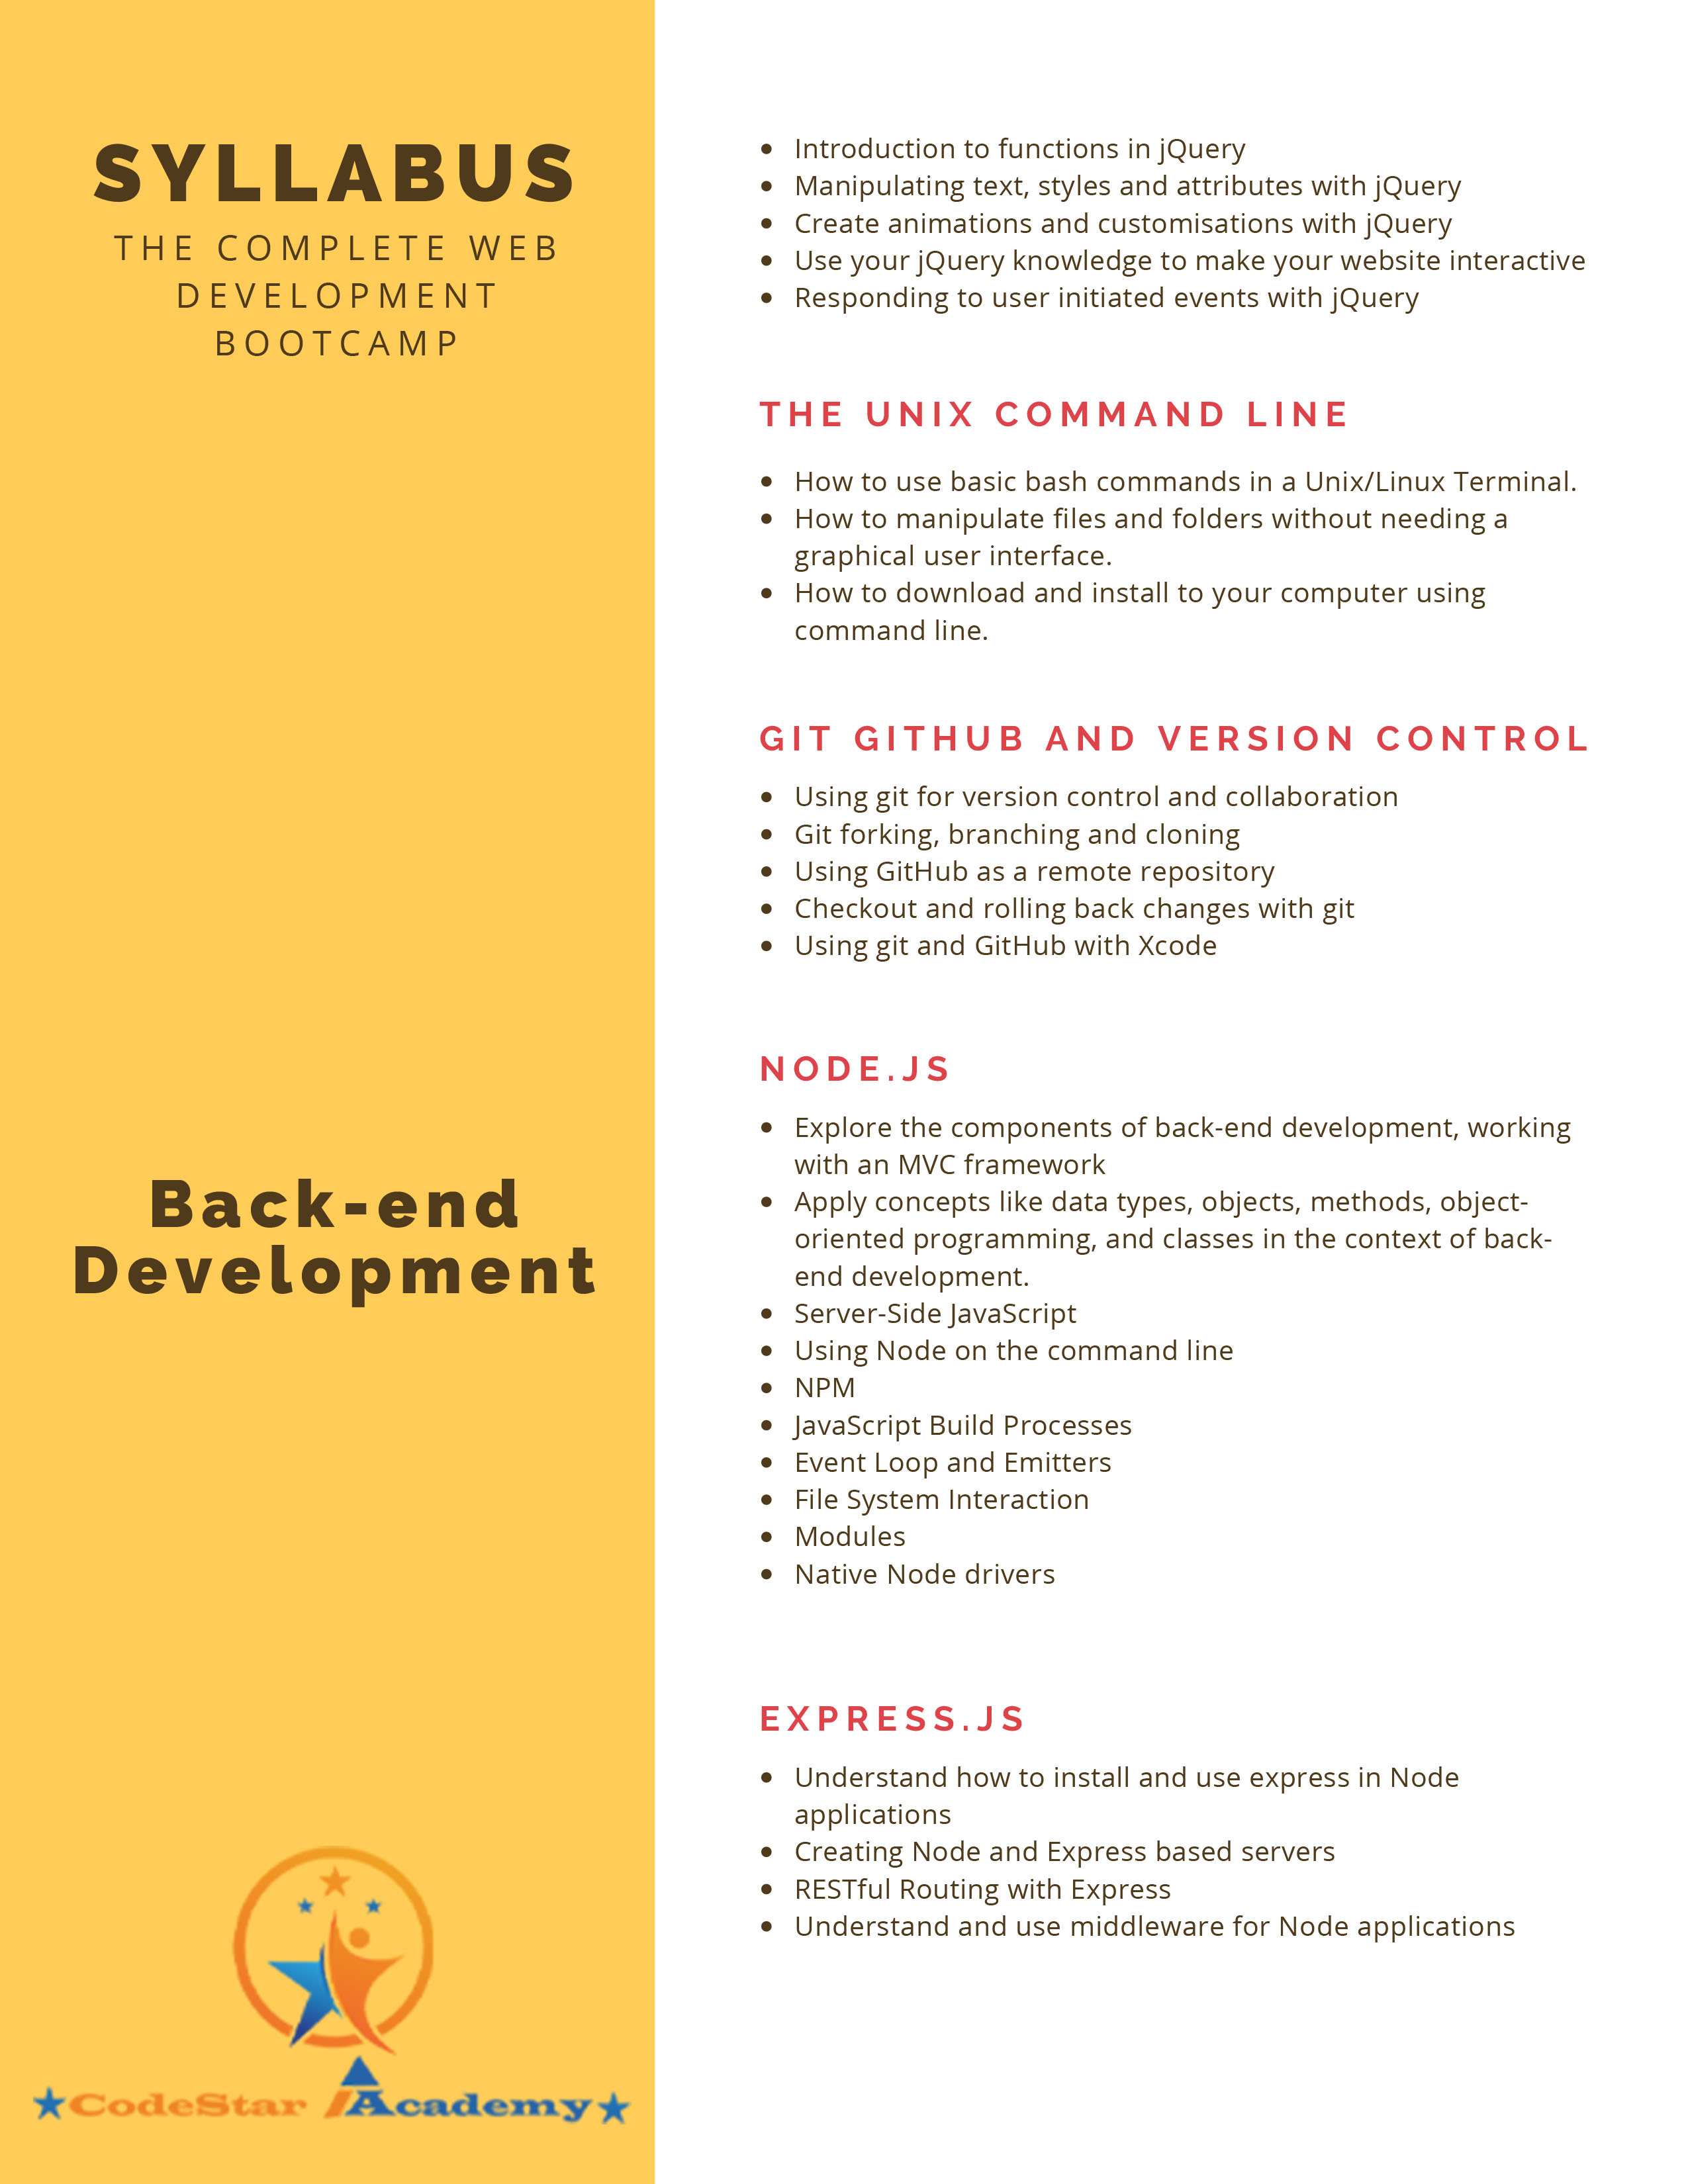 SYLLABUS
THE COMPLETE WEB
DEVELOPMENT
BOOTCAMP
• Introduction to functions in jQuery
• Manipulating text, styles and attributes with jQuery
• Create animations and customisations with jQuery
• Use your jQuery knowledge to make your website interactive
• Responding to user initiated events with jQuery
THE UNIX COMMAND LINE
• How to use basic bash commands in a Unix/Linux Terminal.
• How to manipulate files and folders without needing a
graphical user interface.
• How to download and install to your computer using
command line.
GIT GITHUB AND VERSION CONTROL
• Using git for version control and collaboration
• Git forking, branching and cloning
• Using GitHub as a remote repository
• Checkout and rolling back changes with git
• Using git and GitHub with Xcode
Back-end
Development
NODE.JS
• Explore the components of back-end development, working
with an MVC framework
• Apply concepts like data types, objects, methods, object-
oriented programming, and classes in the context of back-
end development.
• Server-Side JavaScript
• Using Node on the command line
• NPM
• JavaScript Build Processes
• Event Loop and Emitters
• File System Interaction
• Modules
• Native Node drivers
EXPRESS.JS
• Understand how to install and use express in Node
applications
• Creating Node and Express based servers
• RESTful Routing with Express
• Understand and use middleware for Node applications
CodeStar Academy